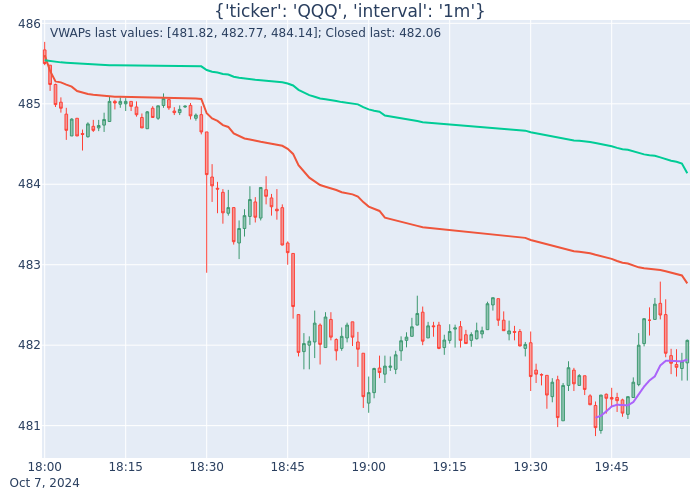 {'ticker': 'QQQ', 'interval': '1m'}
VWAPs last values: [481.82, 482.77, 484.14]; Closed last: 482.06
486
485
484
483
482
481
18:00 18:15 18:30 18:45 19:00 19:15 19:30 19:45
Oct 7, 2024